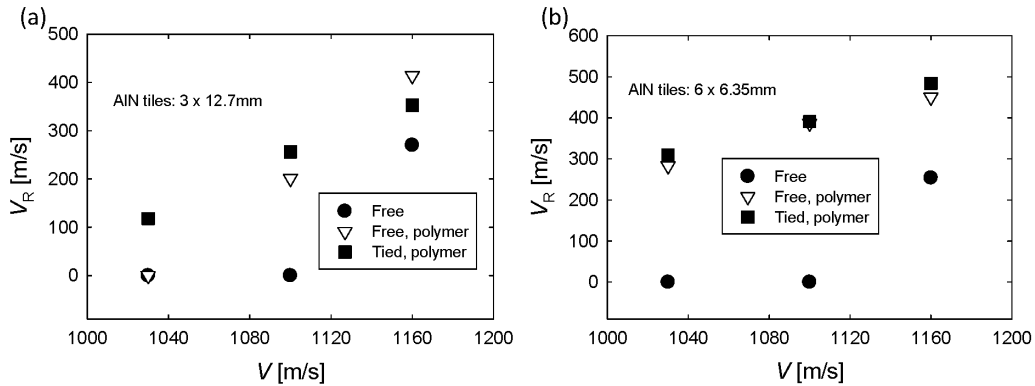 (a)
500
400
300
200
100
0
V_R [m/s]
AlN tiles: 3 x 12.7mm
Free
Free, polymer
Tied, polymer
1000 1040 1080 1120 1160 1200
V [m/s]
(b)
600
500
400
300
200
100
0
V_R [m/s]
AlN tiles: 6 x 6.35mm
Free
Free, polymer
Tied, polymer
1000 1040 1080 1120 1160 1200
V [m/s]